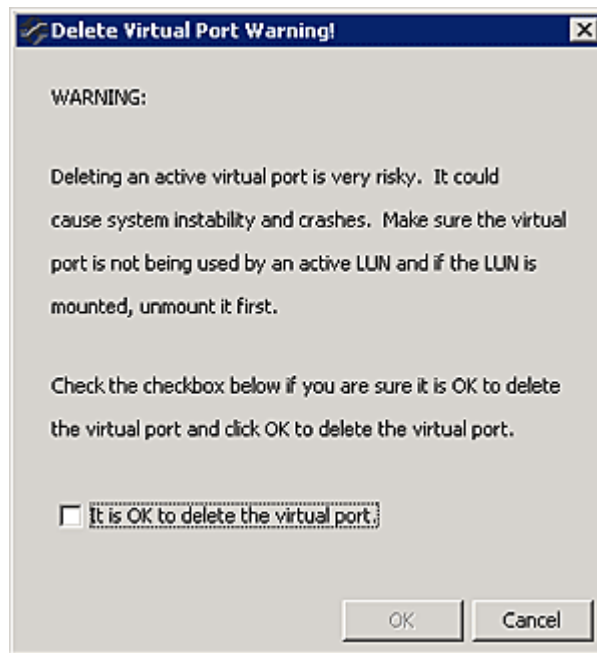 Delete Virtual Port Warning!
WARNING:
Deleting an active virtual port is very risky. It could
cause system instability and crashes. Make sure the virtual
port is not being used by an active LUN and if the LUN is
mounted, unmount it first.
Check the checkbox below if you are sure it is OK to delete
the virtual port and click OK to delete the virtual port.
It is OK to delete the virtual port.
OK Cancel